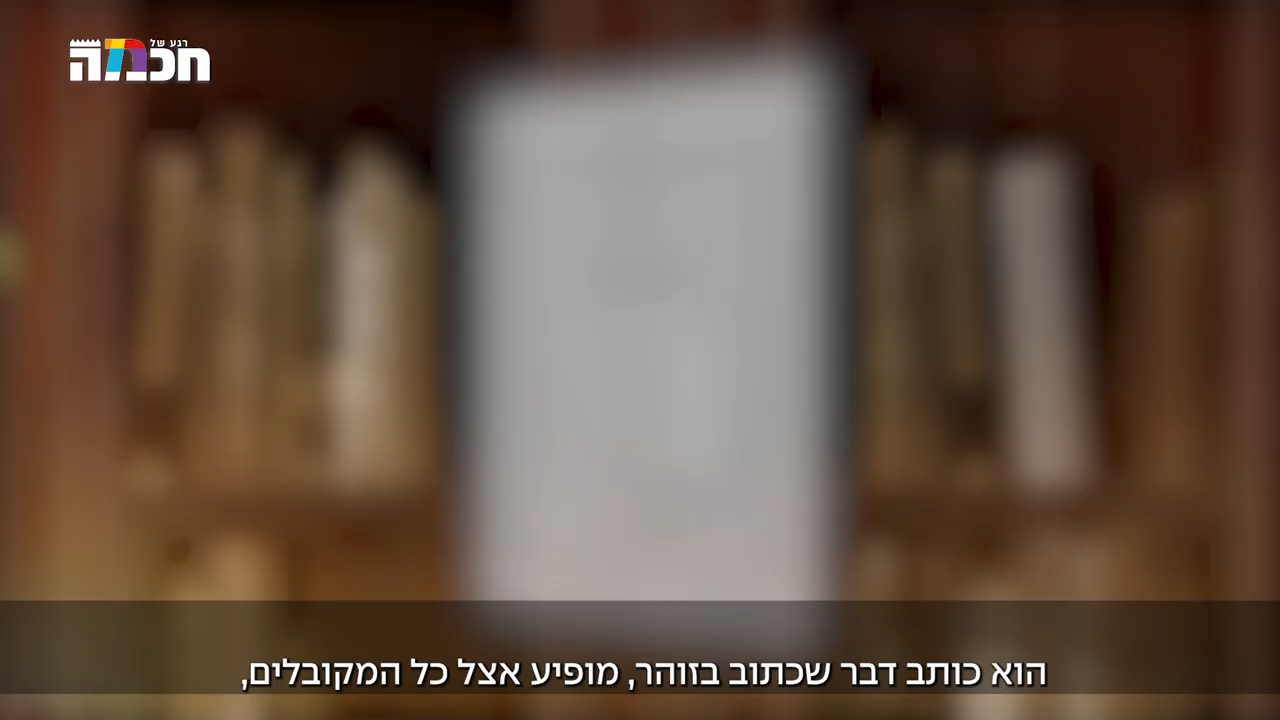 רגע של
חכמה
הוא כותב דבר שכתוב בזוהר, מופיע אצל כל המקובלים,